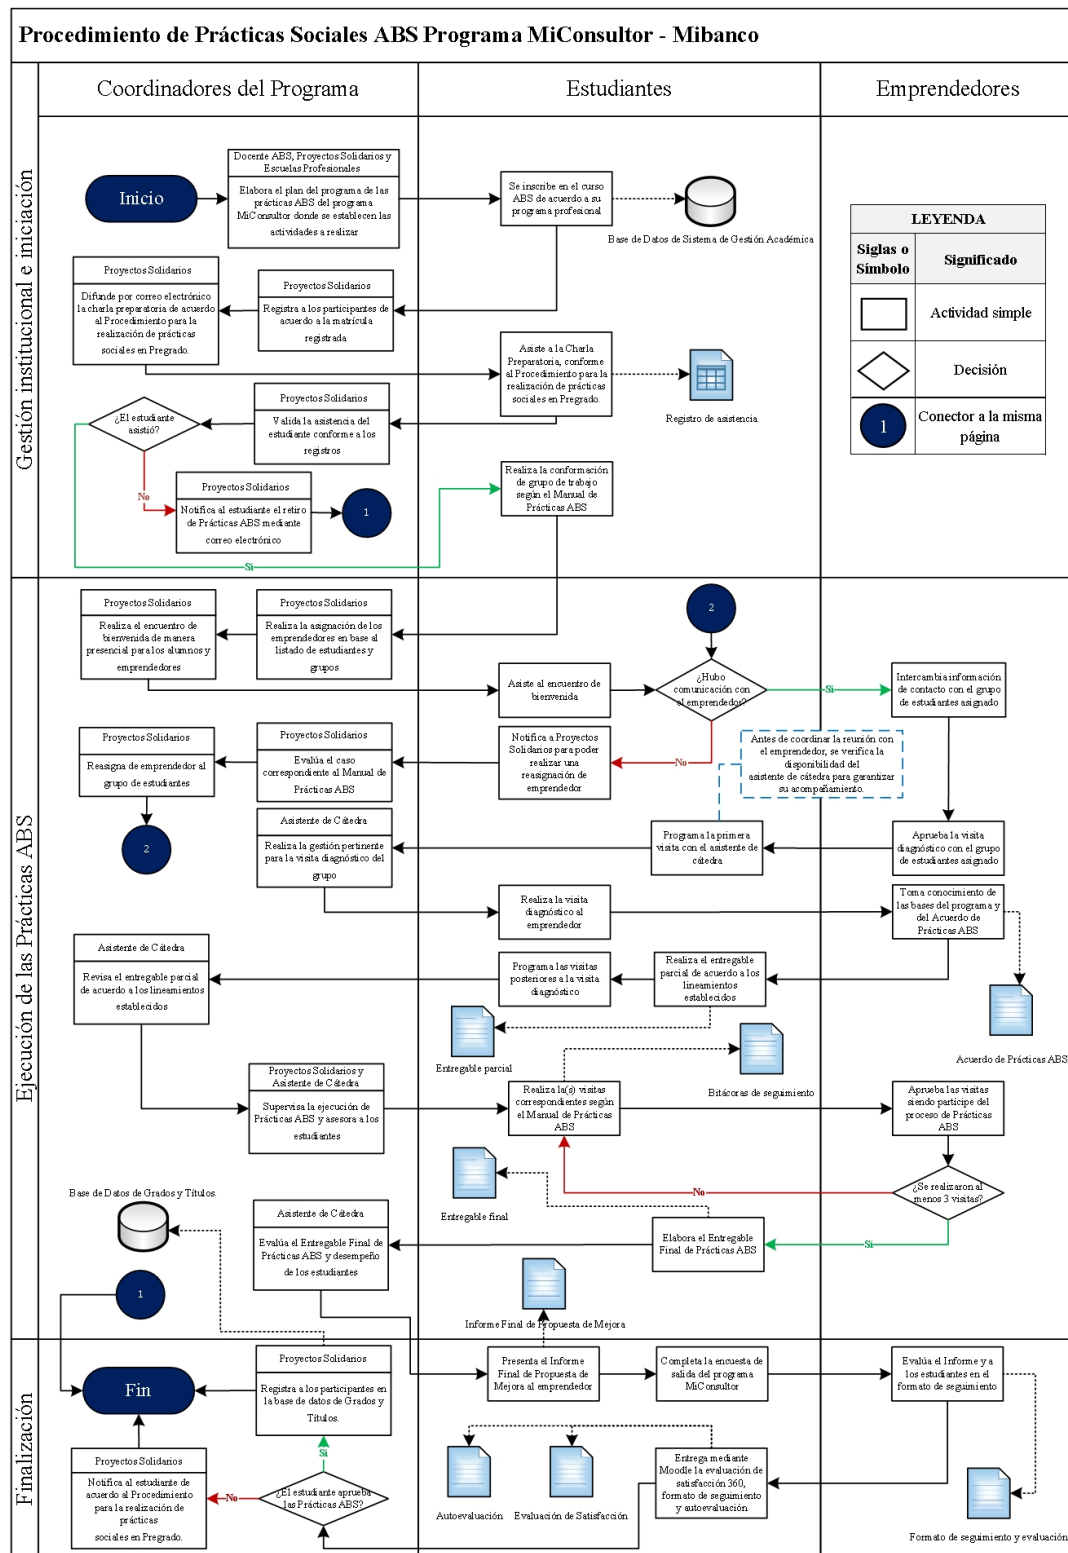 Procedimiento de Prácticas Sociales ABS Programa MiConsultor - Mibanco
Coordinadores del Programa
Estudiantes
Emprendedores
Gestión institucional e iniciación
Inicio
Docente ABS, Proyectos Solidarios y
Escuelas Profesionales
Elabora el plan del programa de las
prácticas ABS del programa
MiConsultor donde se establecen las
actividades a realizar
Se inscribe en el curso
ABS de acuerdo a su
programa profesional
Base de Datos de Sistema de Gestión Académica
LEYENDA
Siglas o
Símbolo
Significado
Actividad simple
Decisión
1
Conector a la misma
página
Proyectos Solidarios
Difunde por correo electrónico
la charla preparatoria de acuerdo
al Procedimiento para la
realización de prácticas
sociales en Pregrado.
Proyectos Solidarios
Registra a los participantes de
acuerdo a la matrícula
registrada
Asiste a la Charla
Preparatoria, conforme
al Procedimiento para la
realización de prácticas
sociales en Pregrado.
Registro de asistencia
¿El estudiante
asistió?
Proyectos Solidarios
Valida la asistencia del
estudiante conforme a los
registros
No
Proyectos Solidarios
Notifica al estudiante el retiro
de Prácticas ABS mediante
correo electrónico
1
Realiza la conformación
de grupo de trabajo
según el Manual de
Prácticas ABS
Si
Ejecución de las Prácticas ABS
Proyectos Solidarios
Realiza el encuentro de
bienvenida de manera
presencial para los alumnos y
emprendedores
Proyectos Solidarios
Realiza la asignación de los
emprendedores en base al
listado de estudiantes y
grupos
2
Asiste al encuentro de
bienvenida
¿Hubo
comunicación con
el emprendedor?
Si
Intercambia información
de contacto con el grupo
de estudiantes asignado
No
Proyectos Solidarios
Reasigna de emprendedor al
grupo de estudiantes
Proyectos Solidarios
Evalúa el caso
correspondiente al Manual de
Prácticas ABS
Notifica a Proyectos
Solidarios para poder
realizar una
reasignación de
emprendedor
Antes de coordinar la reunión con
el emprendedor, se verifica la
disponibilidad del
asistente de cátedra para garantizar
su acompañamiento.
2
Asistente de Cátedra
Realiza la gestión pertinente
para la visita diagnóstico del
grupo
Programa la primera
visita con el asistente de
cátedra
Aprueba la visita
diagnóstico con el grupo
de estudiantes asignado
Realiza la visita
diagnóstico al
emprendedor
Toma conocimiento de
las bases del programa y
del Acuerdo de
Prácticas ABS
Asistente de Cátedra
Revisa el entregable parcial
de acuerdo a los lineamientos
establecidos
Programa las visitas
posteriores a la visita
diagnóstico
Realiza el entregable
parcial de acuerdo a los
lineamientos
establecidos
Acuerdo de Prácticas ABS
Entregable parcial
Bitácoras de seguimiento
Proyectos Solidarios y
Asistente de Cátedra
Supervisa la ejecución de
Prácticas ABS y asesora a los
estudiantes
Realiza la(s) visitas
correspondientes según
el Manual de Prácticas
ABS
Aprueba las visitas
siendo partícipe del
proceso de Prácticas
ABS
¿Se realizaron al
menos 3 visitas?
No
Si
Base de Datos de Grados y Títulos.
Entregable final
Asistente de Cátedra
Evalúa el Entregable Final de
Prácticas ABS y desempeño
de los estudiantes
Elabora el Entregable
Final de Prácticas ABS
1
Informe Final de Propuesta de Mejora
Finalización
Fin
Proyectos Solidarios
Registra a los participantes en
la base de datos de Grados y
Títulos.
Presenta el Informe
Final de Propuesta de
Mejora al emprendedor
Completa la encuesta de
salida del programa
MiConsultor
Evalúa el Informe y a
los estudiantes en el
formato de seguimiento
Si
Proyectos Solidarios
Notifica al estudiante de
acuerdo al Procedimiento
para la realización de
prácticas
sociales en Pregrado.
No
¿El estudiante aprueba
las Prácticas ABS?
Autoevaluación
Evaluación de Satisfacción
Entrega mediante
Moodle la evaluación de
satisfacción 360,
formato de seguimiento
y autoevaluación,
Formato de seguimiento y evaluación